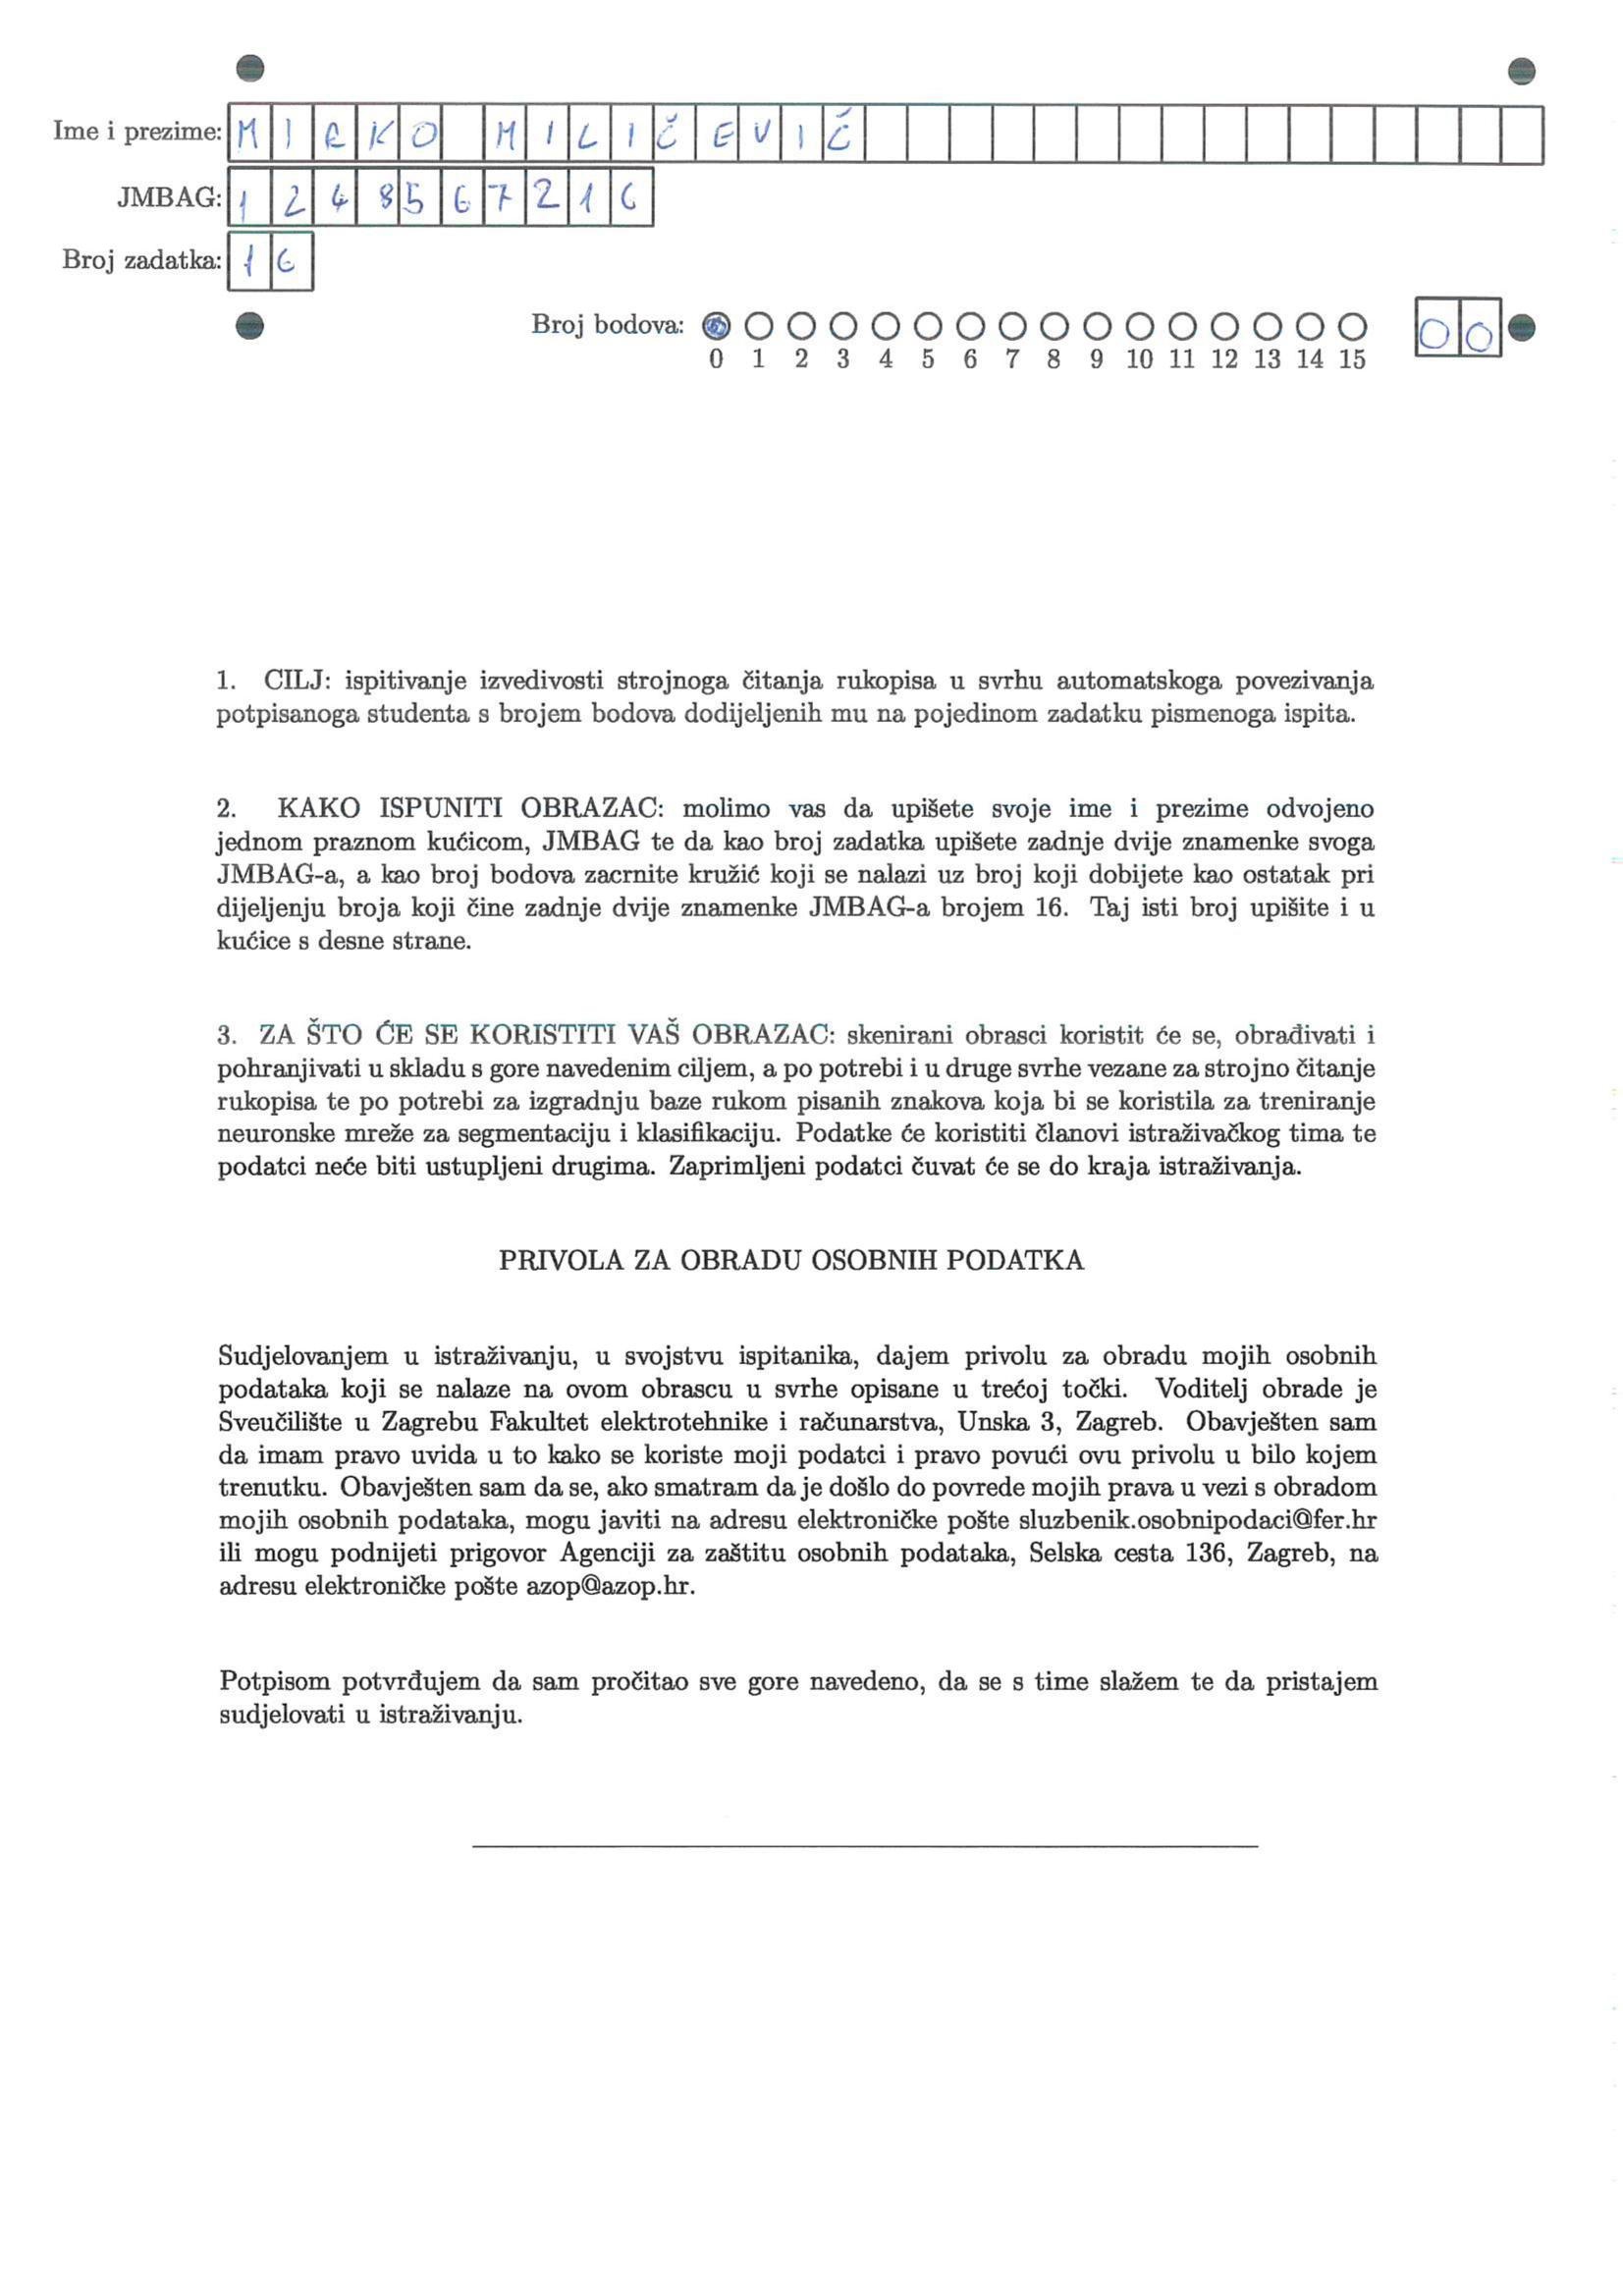 Ime i prezime: MIRKO MILIČEVIĆ
JMBAG: 1248567216
Broj zadatka: 16
Broj bodova:
0 1 2 3 4 5 6 7 8 9 10 11 12 13 14 15
00
1. CILJ: ispitivanje izvedivosti strojnoga čitanja rukopisa u svrhu automatskoga povezivanja
potpisanoga studenta s brojem bodova dodijeljenih mu na pojedinom zadatku pismenoga ispita.
2. KAKO ISPUNITI OBRAZAC: molimo vas da upišete svoje ime i prezime odvojeno
jednom praznom kućicom, JMBAG te da kao broj zadatka upišete zadnje dvije znamenke svoga
JMBAG-a, a kao broj bodova zacrnite kružić koji se nalazi uz broj koji dobijete kao ostatak pri
dijeljenju broja koji čine zadnje dvije znamenke JMBAG-a brojem 16. Taj isti broj upišite i u
kućice s desne strane.
3. ZA ŠTO ĆE SE KORISTITI VAŠ OBRAZAC: skenirani obrasci koristit će se, obrađivati i
pohranjivati u skladu s gore navedenim ciljem, a po potrebi i u druge svrhe vezane za strojno čitanje
rukopisa te po potrebi za izgradnju baze rukom pisanih znakova koja bi se koristila za treniranje
neuronske mreže za segmentaciju i klasifikaciju. Podatke će koristiti članovi istraživačkog tima te
podatci neće biti ustupljeni drugima. Zaprimljeni podatci čuvat će se do kraja istraživanja.
PRIVOLA ZA OBRADU OSOBNIH PODATKA
Sudjelovanjem u istraživanju, u svojstvu ispitanika, dajem privolu za obradu mojih osobnih
podataka koji se nalaze na ovom obrascu u svrhe opisane u trećoj točki. Voditelj obrade je
Sveučilište u Zagrebu Fakultet elektrotehnike i računarstva, Unska 3, Zagreb. Obavješten sam
da imam pravo uvida u to kako se koriste moji podatci i pravo povući ovu privolu u bilo kojem
trenutku. Obavješten sam da se, ako smatram da je došlo do povrede mojih prava u vezi s obradom
mojih osobnih podataka, mogu javiti na adresu elektroničke pošte sluzbenik.osobnipodaci@fer.hr
ili mogu podnijeti prigovor Agenciji za zaštitu osobnih podataka, Selska cesta 136, Zagreb, na
adresu elektroničke pošte azop@azop.hr.
Potpisom potvrđujem da sam pročitao sve gore navedeno, da se s time slažem te da pristajem
sudjelovati u istraživanju.